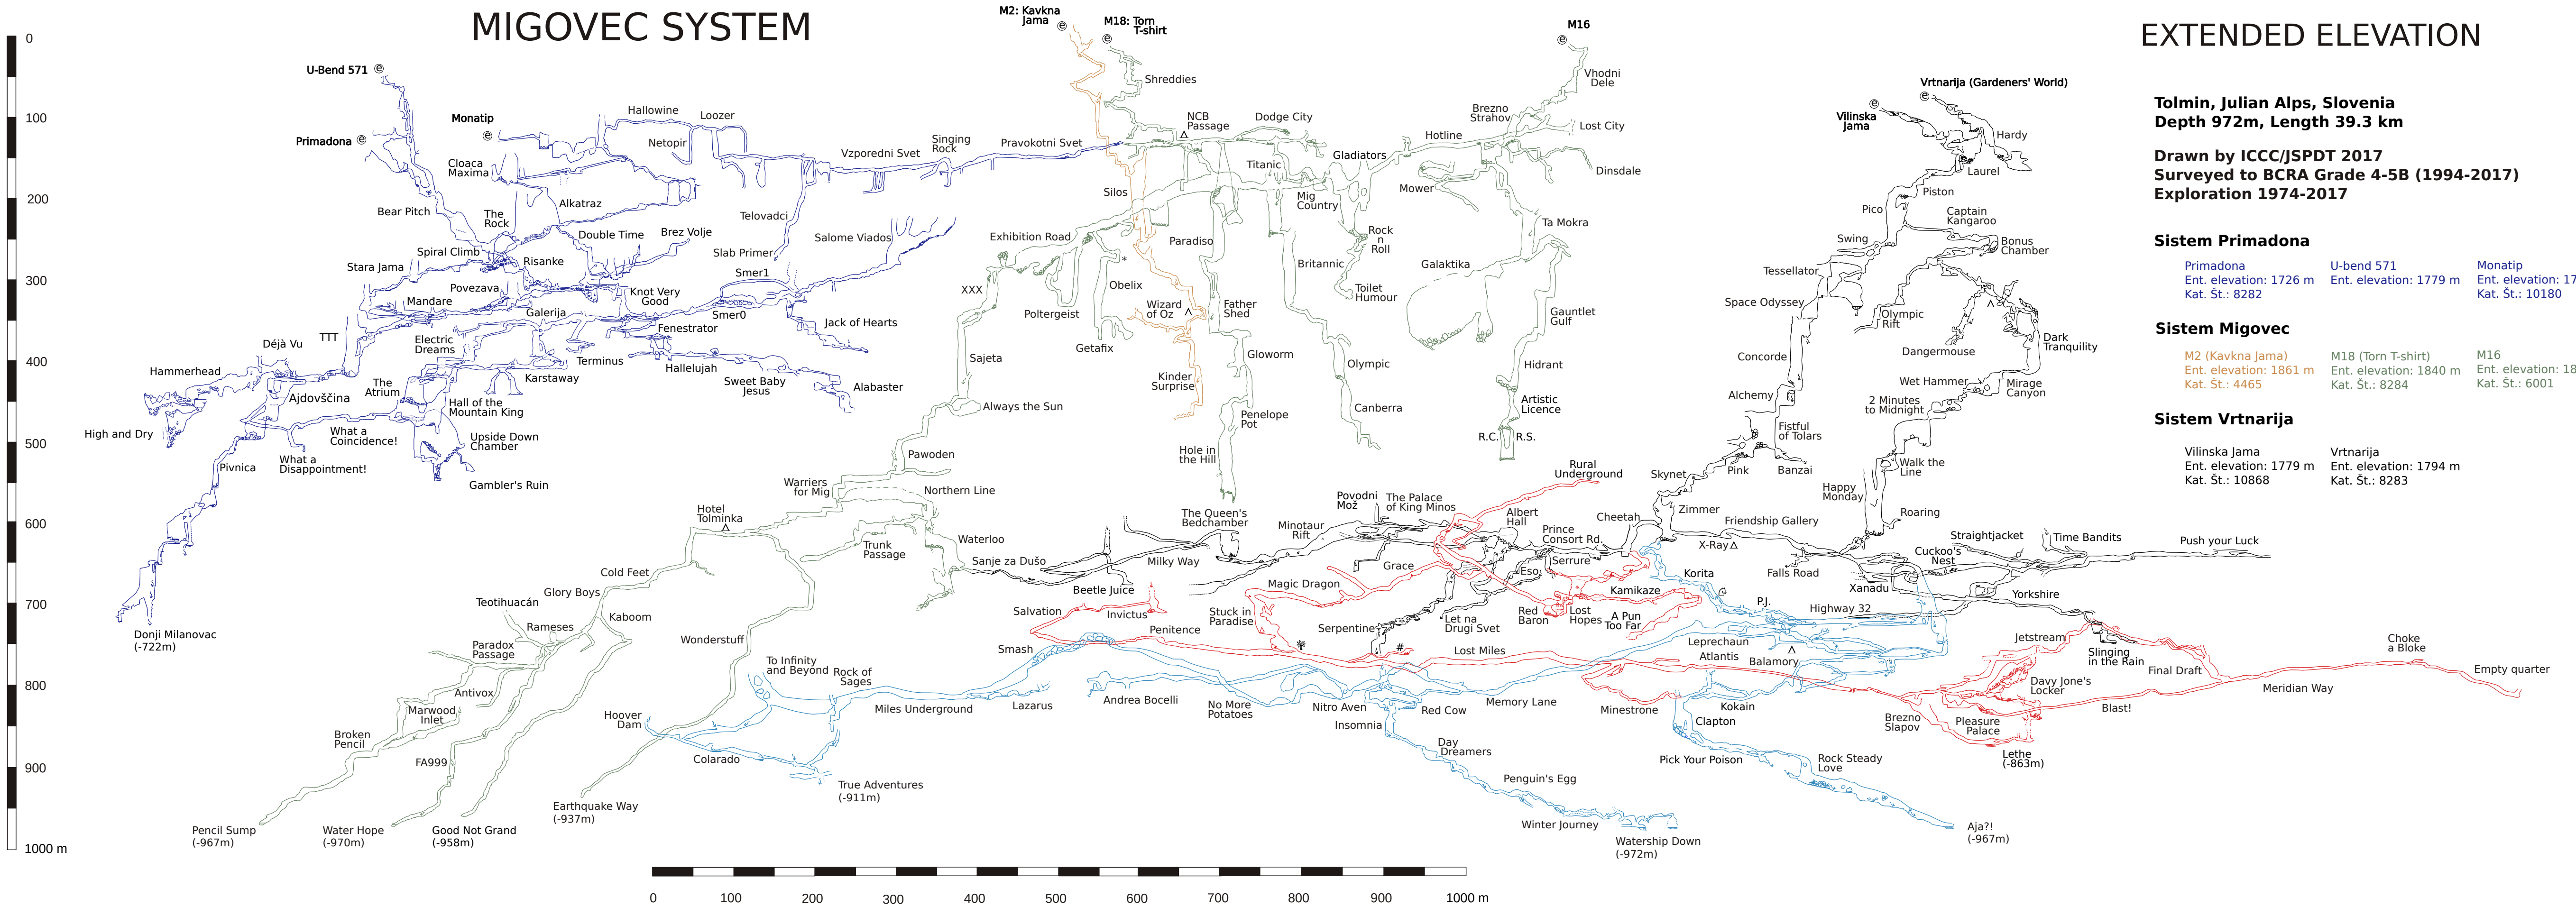 MIGOVEC SYSTEM
EXTENDED ELEVATION
Tolmin, Julian Alps, Slovenia
Depth 972m, Length 39.3 km
Drawn by ICCC/JSPDT 2017
Surveyed to BCRA Grade 4-5B (1994-2017)
Exploration 1974-2017
Sistem Primadona
Primadona
Ent. elevation: 1726 m
Kat. Št.: 8282
U-bend 571
Ent. elevation: 1779 m
Monatip
Ent. elevation: 17
Kat. Št.: 10180
Sistem Migovec
M2 (Kavkna Jama)
Ent. elevation: 1861 m
Kat. Št.: 4465
M18 (Torn T-shirt)
Ent. elevation: 1840 m
Kat. Št.: 8284
M16
Ent. elevation: 18
Kat. Št.: 6001
Sistem Vrtnarija
Vilinska Jama
Ent. elevation: 1779 m
Kat. Št.: 10868
Vrtnarija
Ent. elevation: 1794 m
Kat. Št.: 8283
0
100
200
300
400
500
600
700
800
900
1000 m
U-Bend 571
e
Primadona
e
Monatip
e
Hallowine
Loozer
Netopir
Cloaca
Maxima
Bear Pitch
The
Rock
Alkatraz
Double Time
Brez Volje
Spiral Climb
Risanke
Stara Jama
Povezava
Mandare
Knot Very
Good
Galerija
Fenestrator
TTT
Déjà Vu
Electric
Dreams
Terminus
Hallelujah
Hammerhead
The
Atrium
Karstaway
Sweet Baby
Jesus
Alabaster
Ajdovščina
Hall of the
Mountain King
High and Dry
What a
Coincidence!
Upside Down
Chamber
Pivnica
What a
Disappointment!
Gambler's Ruin
Donji Milanovac
(-722m)
Vzporedni Svet
Singing
Rock
Pravokotni Svet
Telovadci
Salome Viados
Slab Primer
Smer1
Smer0
Jack of Hearts
M2: Kavkna
Jama
e
M18: Torn
T-shirt
e
Shreddies
NCB
Passage
Dodge City
Titanic
Gladiators
Hotline
Brezno
Strahov
M16
e
Vhodni
Dele
Lost City
Dinsdale
Mower
Silos
Mig
Country
Exhibition Road
*
Paradiso
Rock
n
Roll
Ta Mokra
Britannic
Galaktika
XXX
Obelix
Toilet
Humour
Poltergeist
Wizard
of Oz
Father
Shed
Gauntlet
Gulf
Getafix
Sajeta
Gloworm
Olympic
Hidrant
Kinder
Surprise
Always the Sun
Penelope
Pot
Canberra
Artistic
Licence
R.C.
R.S.
Pawoden
Hole in
the Hill
Rural
Underground
Warriers
for Mig
Northern Line
Hotel
Tolminka
Trunk
Passage
Waterloo
Sanje za Dušo
Cold Feet
Glory Boys
Teotihuacán
Kaboom
Rameses
Paradox
Passage
Wonderstuff
Antivox
Marwood
Inlet
Broken
Pencil
FA999
Pencil Sump
(-967m)
Water Hope
(-970m)
Good Not Grand
(-958m)
Earthquake Way
(-937m)
Hoover
Dam
Colarado
To Infinity
and Beyond
Rock of
Sages
True Adventures
(-911m)
Miles Underground
Lazarus
Smash
Salvation
Invictus
Penitence
Beetle Juice
Milky Way
The Queen's
Bedchamber
Minotaur
Rift
Povodni
Mož
The Palace
of King Minos
Albert
Hall
Prince
Consort Rd.
Cheetah
Grace
Magic Dragon
Eso
Serrure
Stuck in
Paradise
Serpentine
Let na
Drugi Svet
Red
Baron
Lost
Hopes
Kamikaze
A Pun
Too Far
*
#
Lost Miles
Andrea Bocelli
No More
Potatoes
Nitro Aven
Red Cow
Memory Lane
Insomnia
Day
Dreamers
Penguin's Egg
Winter Journey
Watership Down
(-972m)
Minestrone
Atlantis
Leprechaun
Balamory
P.J.
Korita
Highway 32
Kokain
Clapton
Pick Your Poison
Rock Steady
Love
Aja?!
(-967m)
Vilinska
Jama
e
Vrtnarija (Gardeners' World)
e
Hardy
Laurel
Piston
Pico
Captain
Kangaroo
Swing
Bonus
Chamber
Tessellator
Space Odyssey
Olympic
Rift
Dark
Tranquility
Dangermouse
Concorde
Wet Hammer
Mirage
Canyon
Alchemy
2 Minutes
to Midnight
Fistful
of Tolars
Skynet
Pink
Banzai
Walk the
Line
Happy
Monday
Zimmer
Roaring
Friendship Gallery
X-Ray
Falls Road
Cuckoo's
Nest
Straightjacket
Time Bandits
Push your Luck
Xanadu
Yorkshire
Jetstream
Slinging
in the Rain
Final Draft
Choke
a Bloke
Empty quarter
Meridian Way
Davy Jone's
Locker
Blast!
Brezno
Slapov
Pleasure
Palace
Lethe
(-863m)
0
100
200
300
400
500
600
700
800
900
1000 m